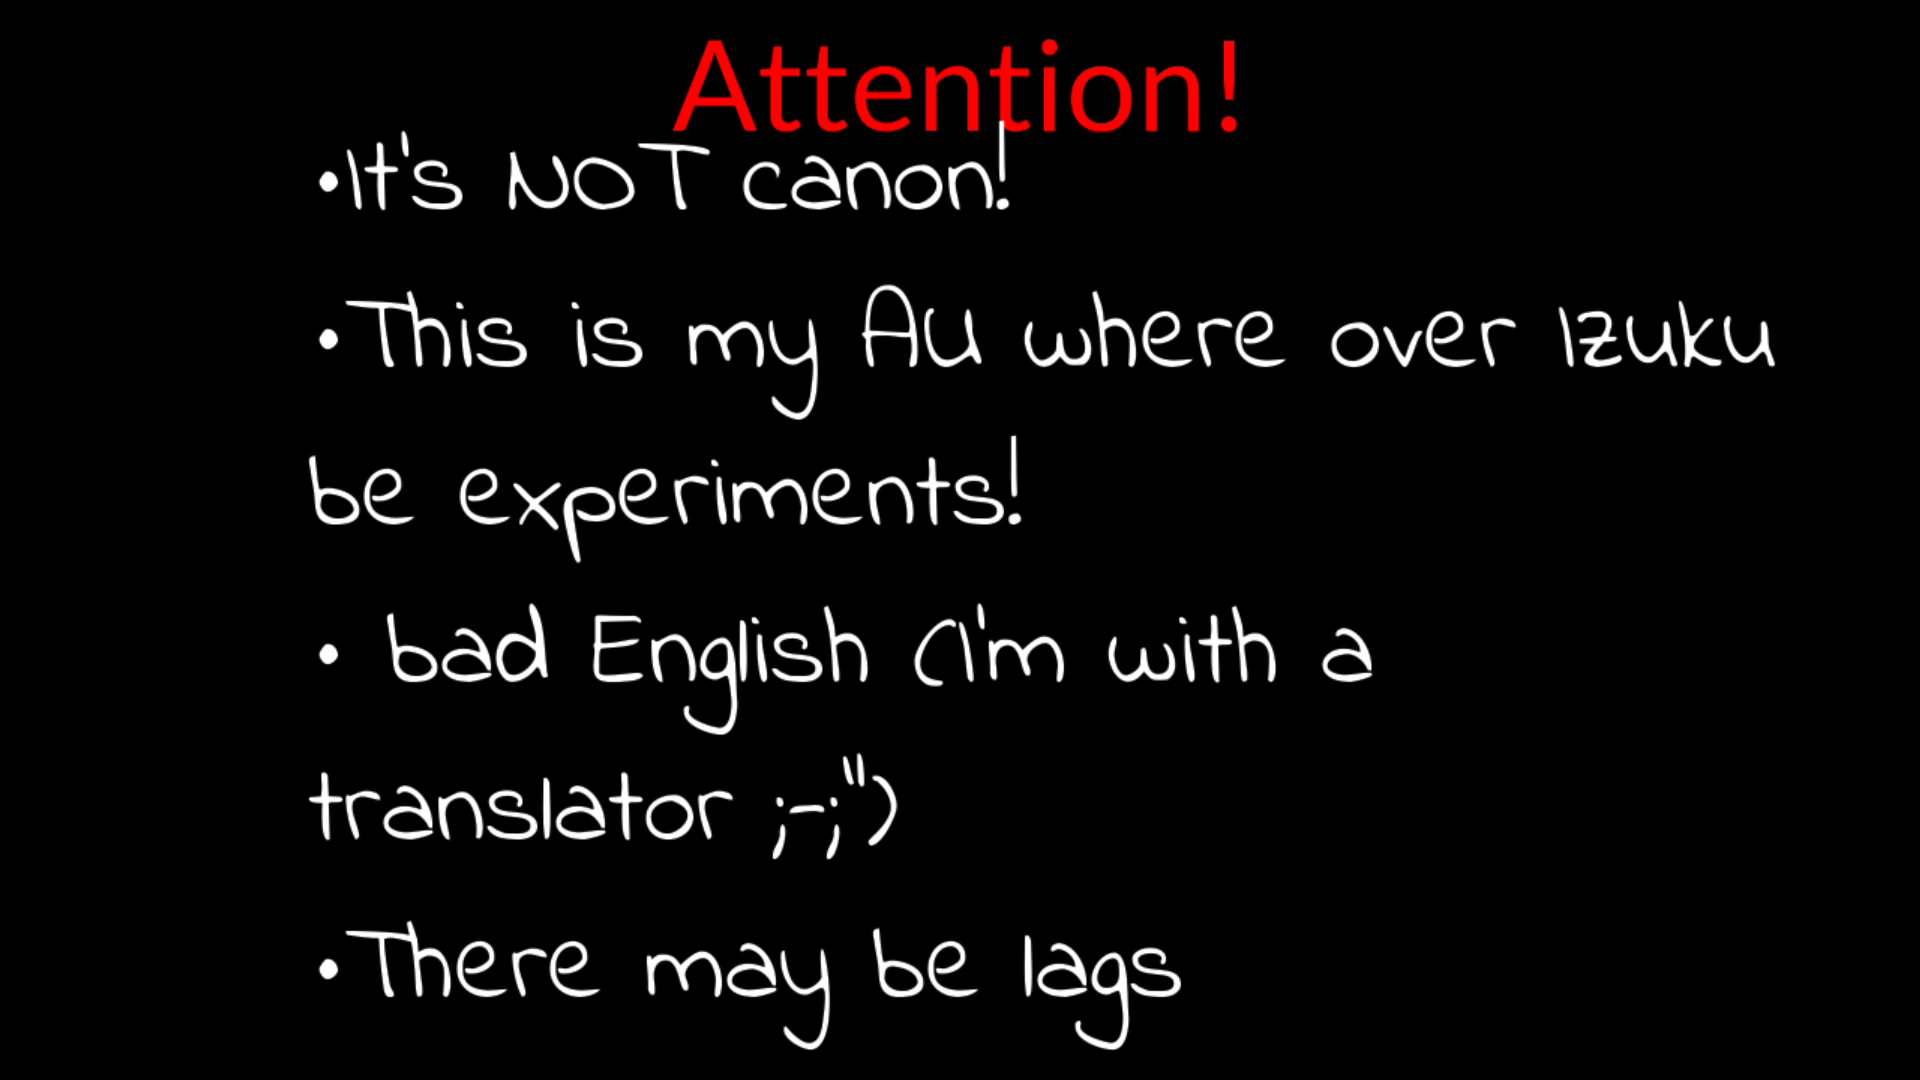 Attention!
•It's NOT canon!
•This is my AU where over Izuku
be experiments!
• bad English (I'm with a
translator ;-;")
•There may be lags